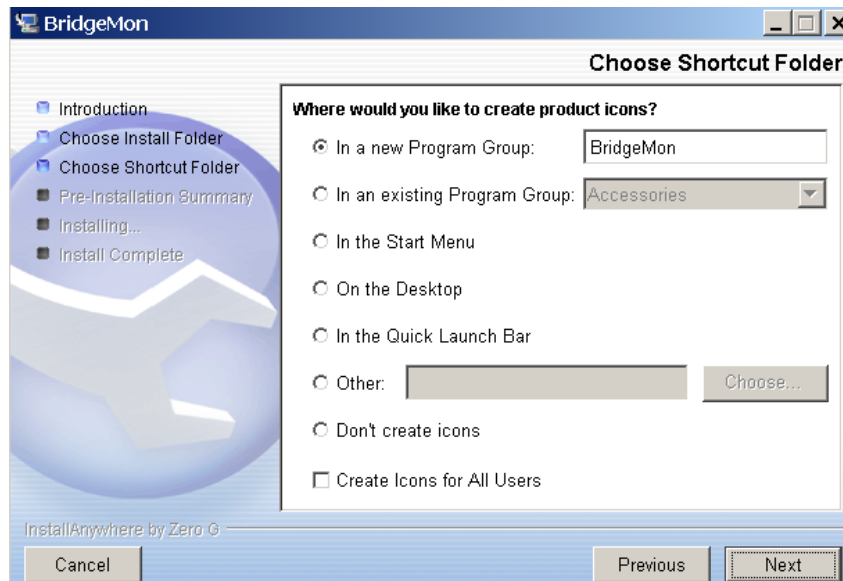 BridgeMon
Choose Shortcut Folder
Introduction
Choose Install Folder
Choose Shortcut Folder
Pre-Installation Summary
Installing...
Install Complete
Where would you like to create product icons?
In a new Program Group: BridgeMon
In an existing Program Group: Accessories
In the Start Menu
On the Desktop
In the Quick Launch Bar
Other: Choose...
Don't create icons
Create Icons for All Users
InstallAnywhere by Zero G
Cancel Previous Next